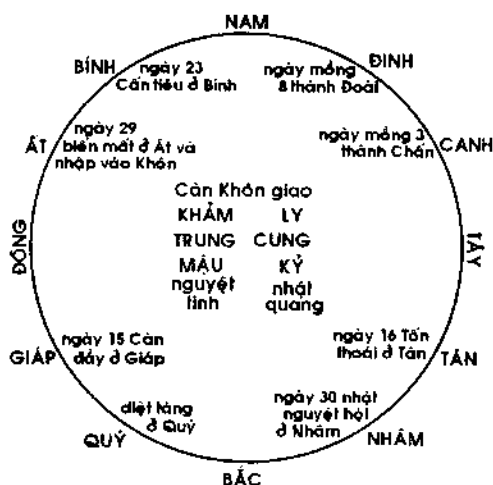 NAM
BÍNH
ngày 23
Cấn tiêu ở Bính
ngày mồng
8 thành Đoài
ĐINH
ẤT
ngày 29
biến mất ở Ất và
nhập vào Khôn
ngày mồng 3
thành Chấn
CANH
Càn Khôn giao
KHẢM LY
TRUNG CUNG
MẬU KỶ
nguyệt nhật
tinh quang
ĐÔNG
TÂY
GIÁP
ngày 15 Càn
đầy ở Giáp
ngày 16 Tốn
thoái ở Tân
TÂN
diệt tàng
ở Quý
QUÝ
ngày 30 nhật
nguyệt hội
ở Nhâm
NHÂM
BẮC